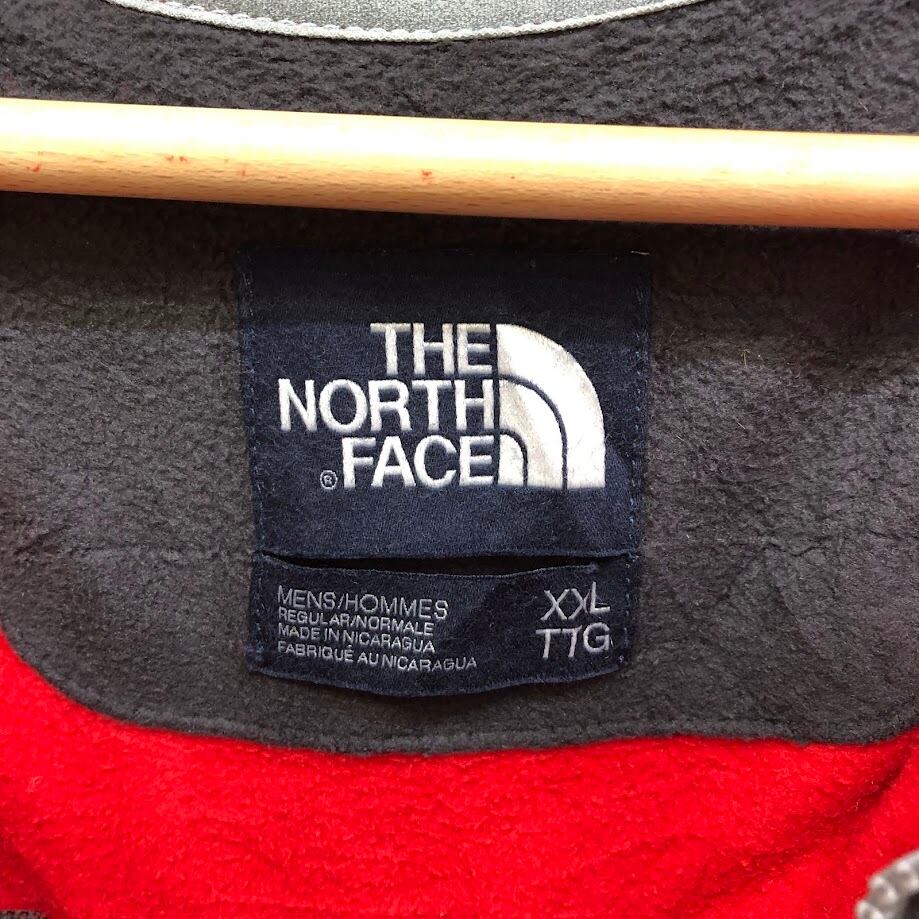 THE
NORTH
® FACE
MENS/HOMMES
REGULAR/NORMALE
MADE IN NICARAGUA
FABRIQUÉ AU NICARAGUA
XXL
TTG